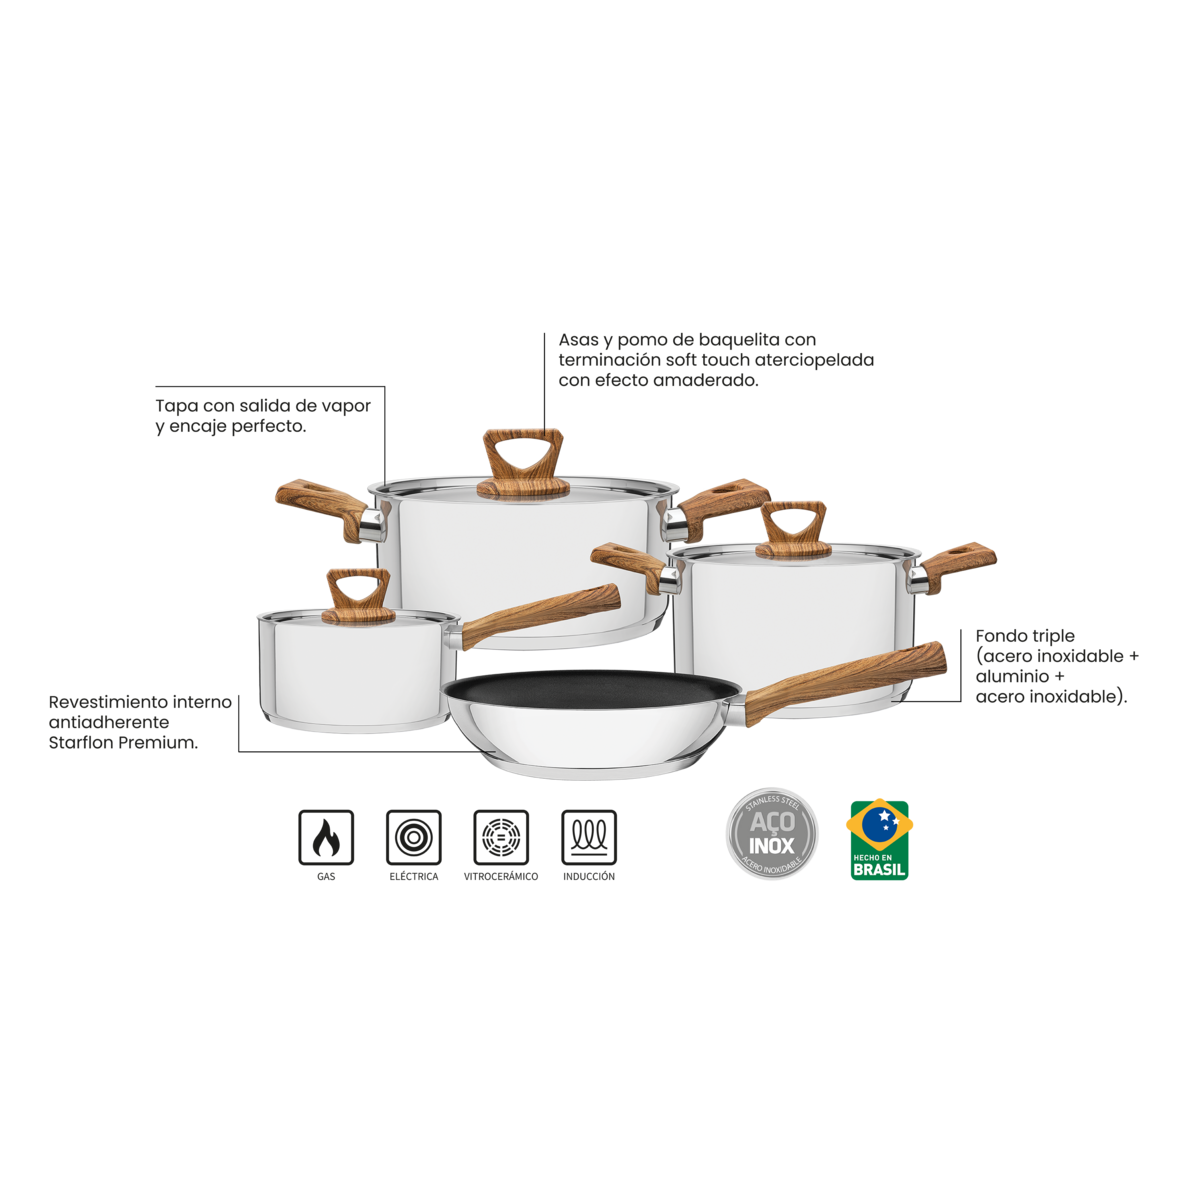 Asas y pomo de baquelita con
terminación soft touch aterciopelada
con efecto amaderado.
Tapa con salida de vapor
y encaje perfecto.
Fondo triple
(acero inoxidable +
aluminio +
acero inoxidable).
Revestimiento interno
antiadherente
Starflon Premium.
GAS
ELÉCTRICA
VITROCERÁMICO
INDUCCIÓN
STAINLESS STEEL
AÇO
INOX
ACERO INOXIDABLE
HECHO EN
BRASIL